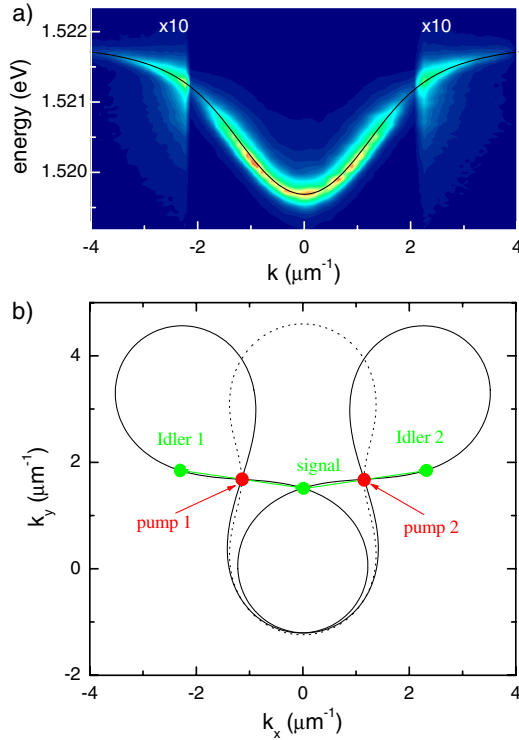 a)
x10 x10
1.522
1.521
1.520
energy (eV)
-4 -2 0 2 4
k (μm⁻¹)
b)
4
2
0
-2
k_y (μm⁻¹)
Idler 1
Idler 2
signal
pump 1
pump 2
-4 -2 0 2 4
k_x (μm⁻¹)